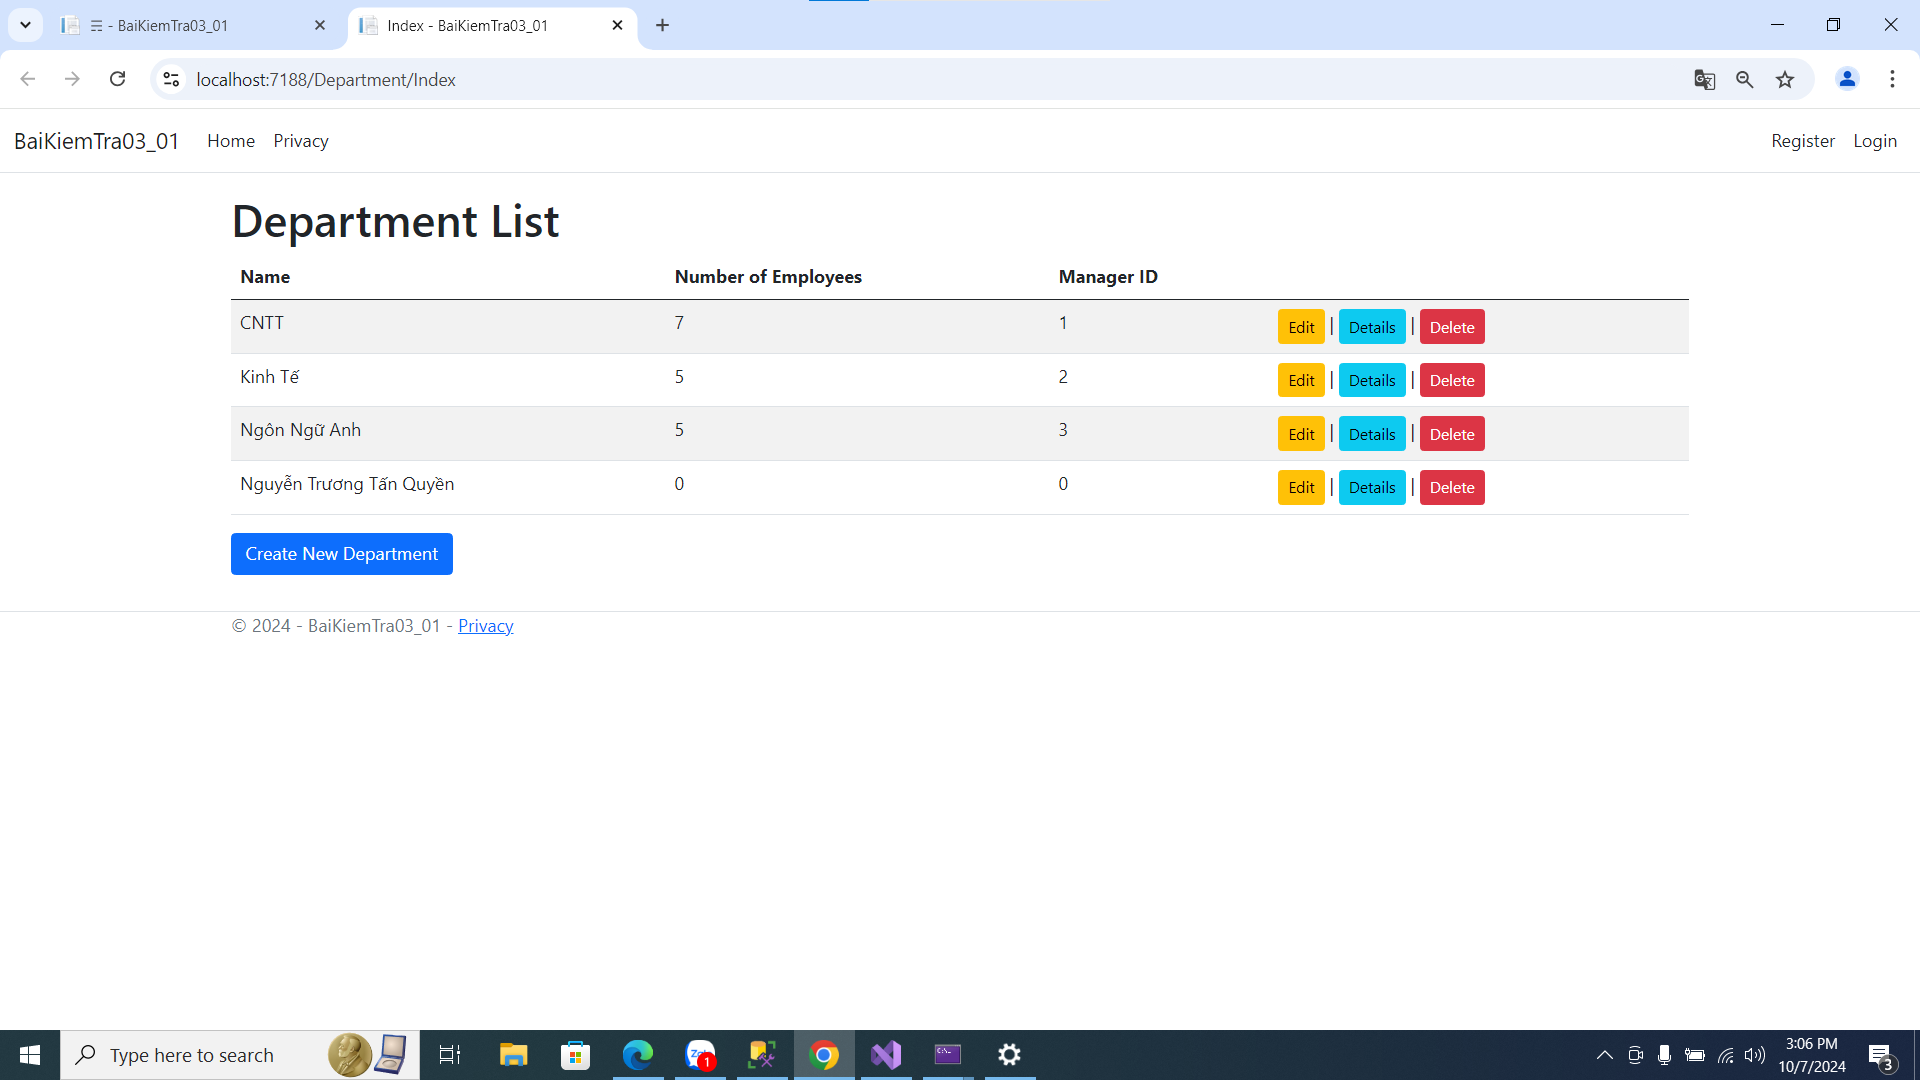 ☴ - BaiKiemTra03_01
Index - BaiKiemTra03_01
localhost:7188/Department/Index
BaiKiemTra03_01 Home Privacy Register Login
Department List
Name Number of Employees Manager ID
CNTT 7 1 Edit | Details | Delete
Kinh Tế 5 2 Edit | Details | Delete
Ngôn Ngữ Anh 5 3 Edit | Details | Delete
Nguyễn Trương Tấn Quyền 0 0 Edit | Details | Delete
Create New Department
© 2024 - BaiKiemTra03_01 - Privacy
Type here to search
1
3:06 PM
10/7/2024
3